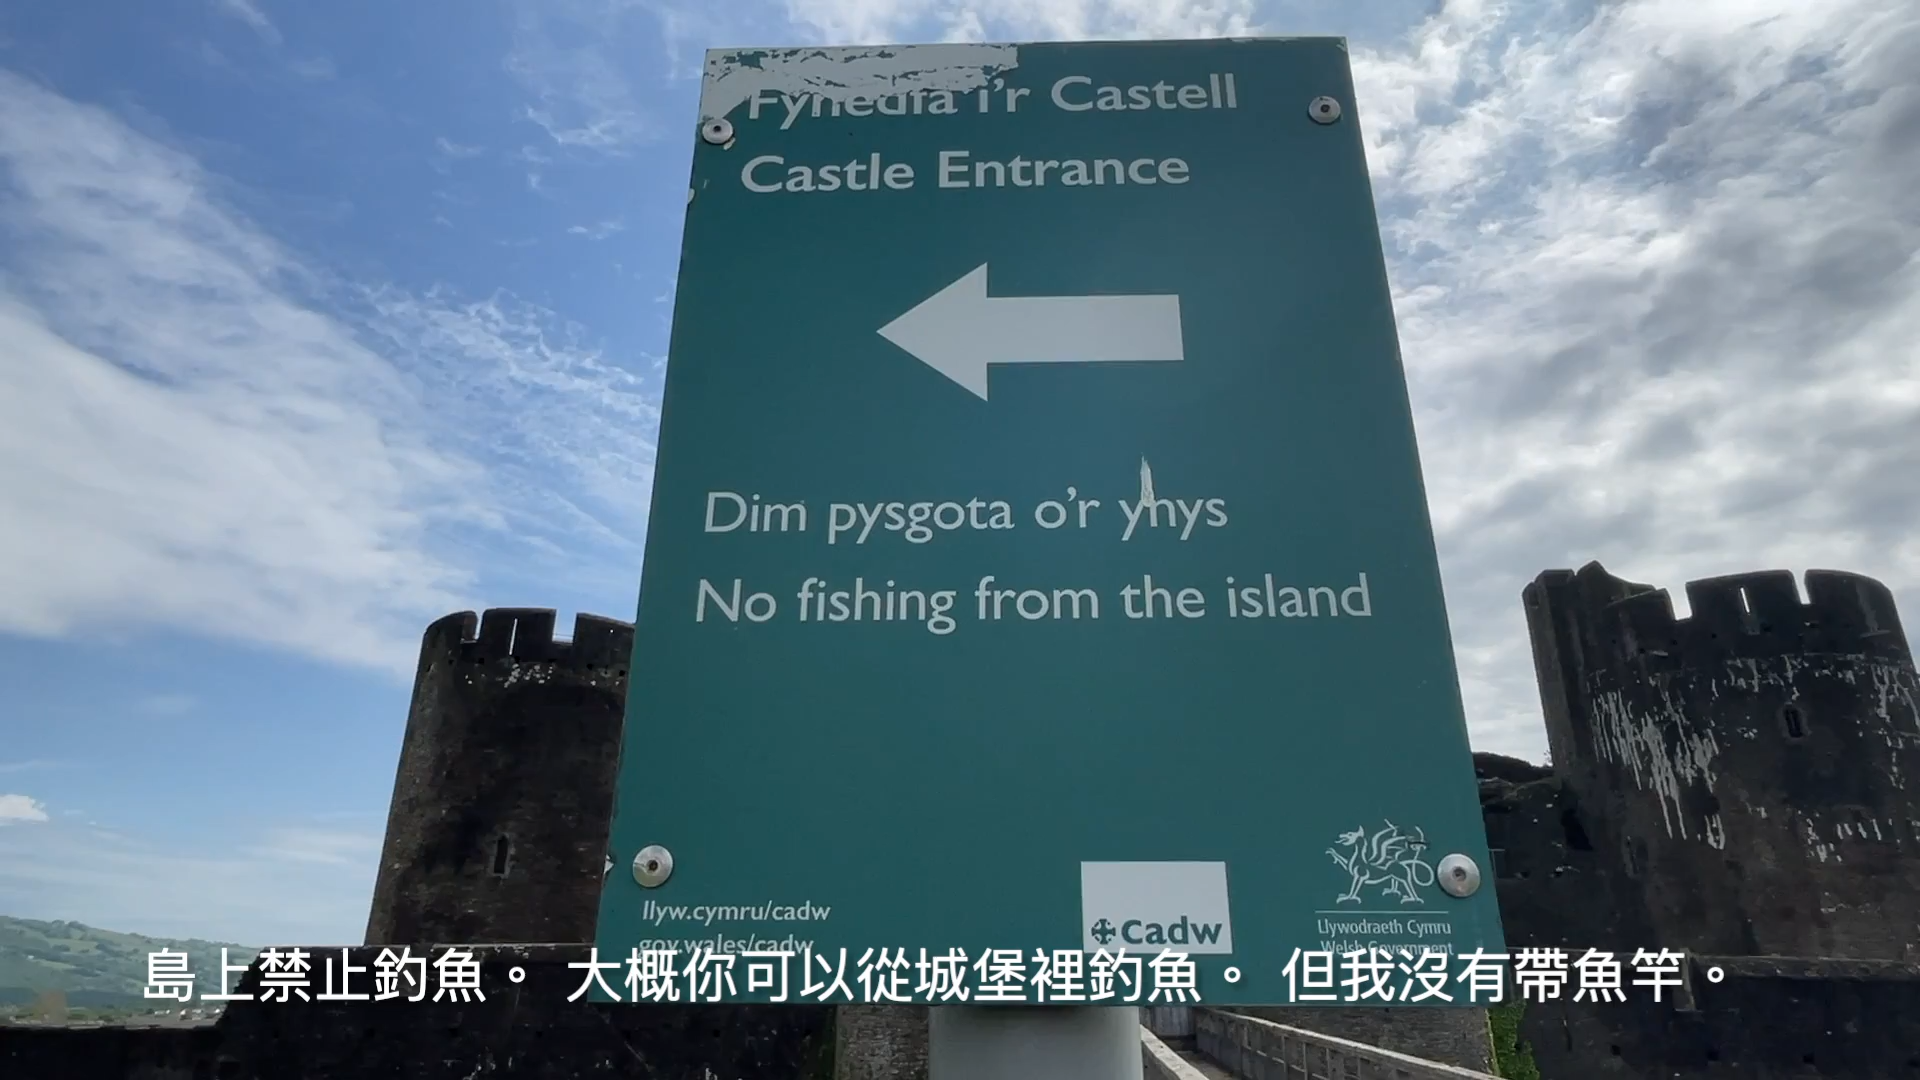 Fynedfa i'r Castell
Castle Entrance
Dim pysgota o'r ynys
No fishing from the island
llyw.cymru/cadw
gov.wales/cadw
Cadw
Llywodraeth Cymru
Welsh Government
島上禁止釣魚。 大概你可以從城堡裡釣魚。 但我沒有帶魚竿。